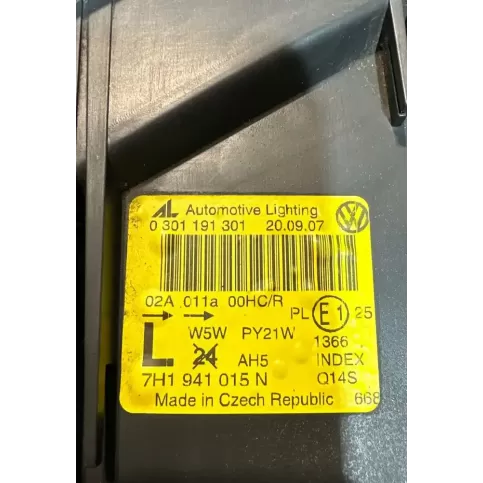 AL Automotive Lighting
0 301 191 301 20.09.07
02A 011a 00HC/R
PL E1 25
W5W PY21W 1366
L 24 AH5 INDEX
7H1 941 015 N Q14S
Made in Czech Republic 668